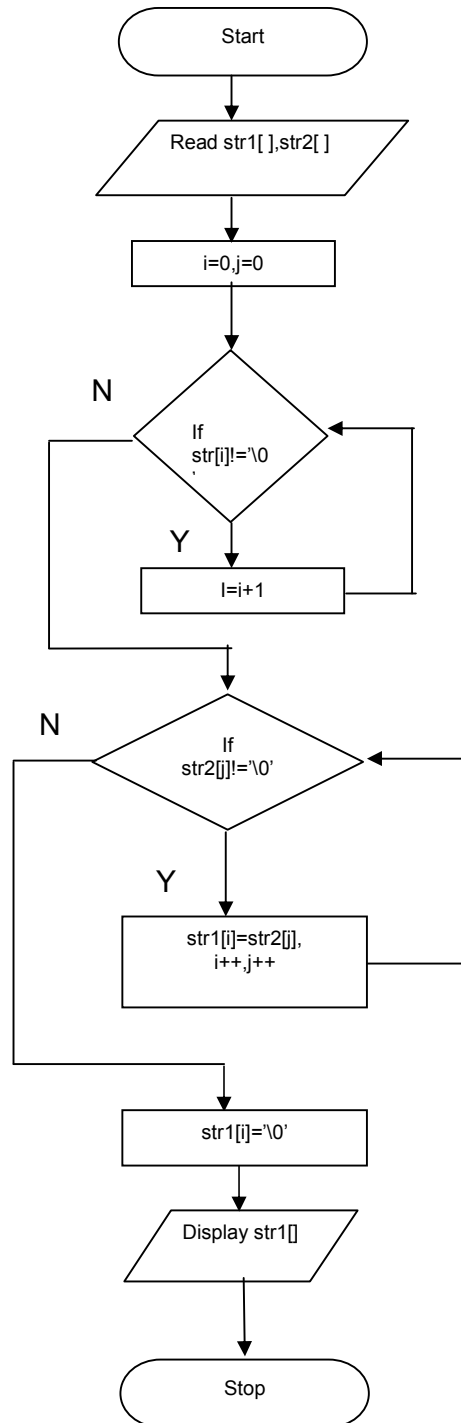 Start
Read str1[ ],str2[ ]
i=0,j=0
N
If
str[i]!='\0
'
Y
I=i+1
N
If
str2[j]!='\0’
Y
str1[i]=str2[j],
i++,j++
str1[i]=’\0’
Display str1[]
Stop